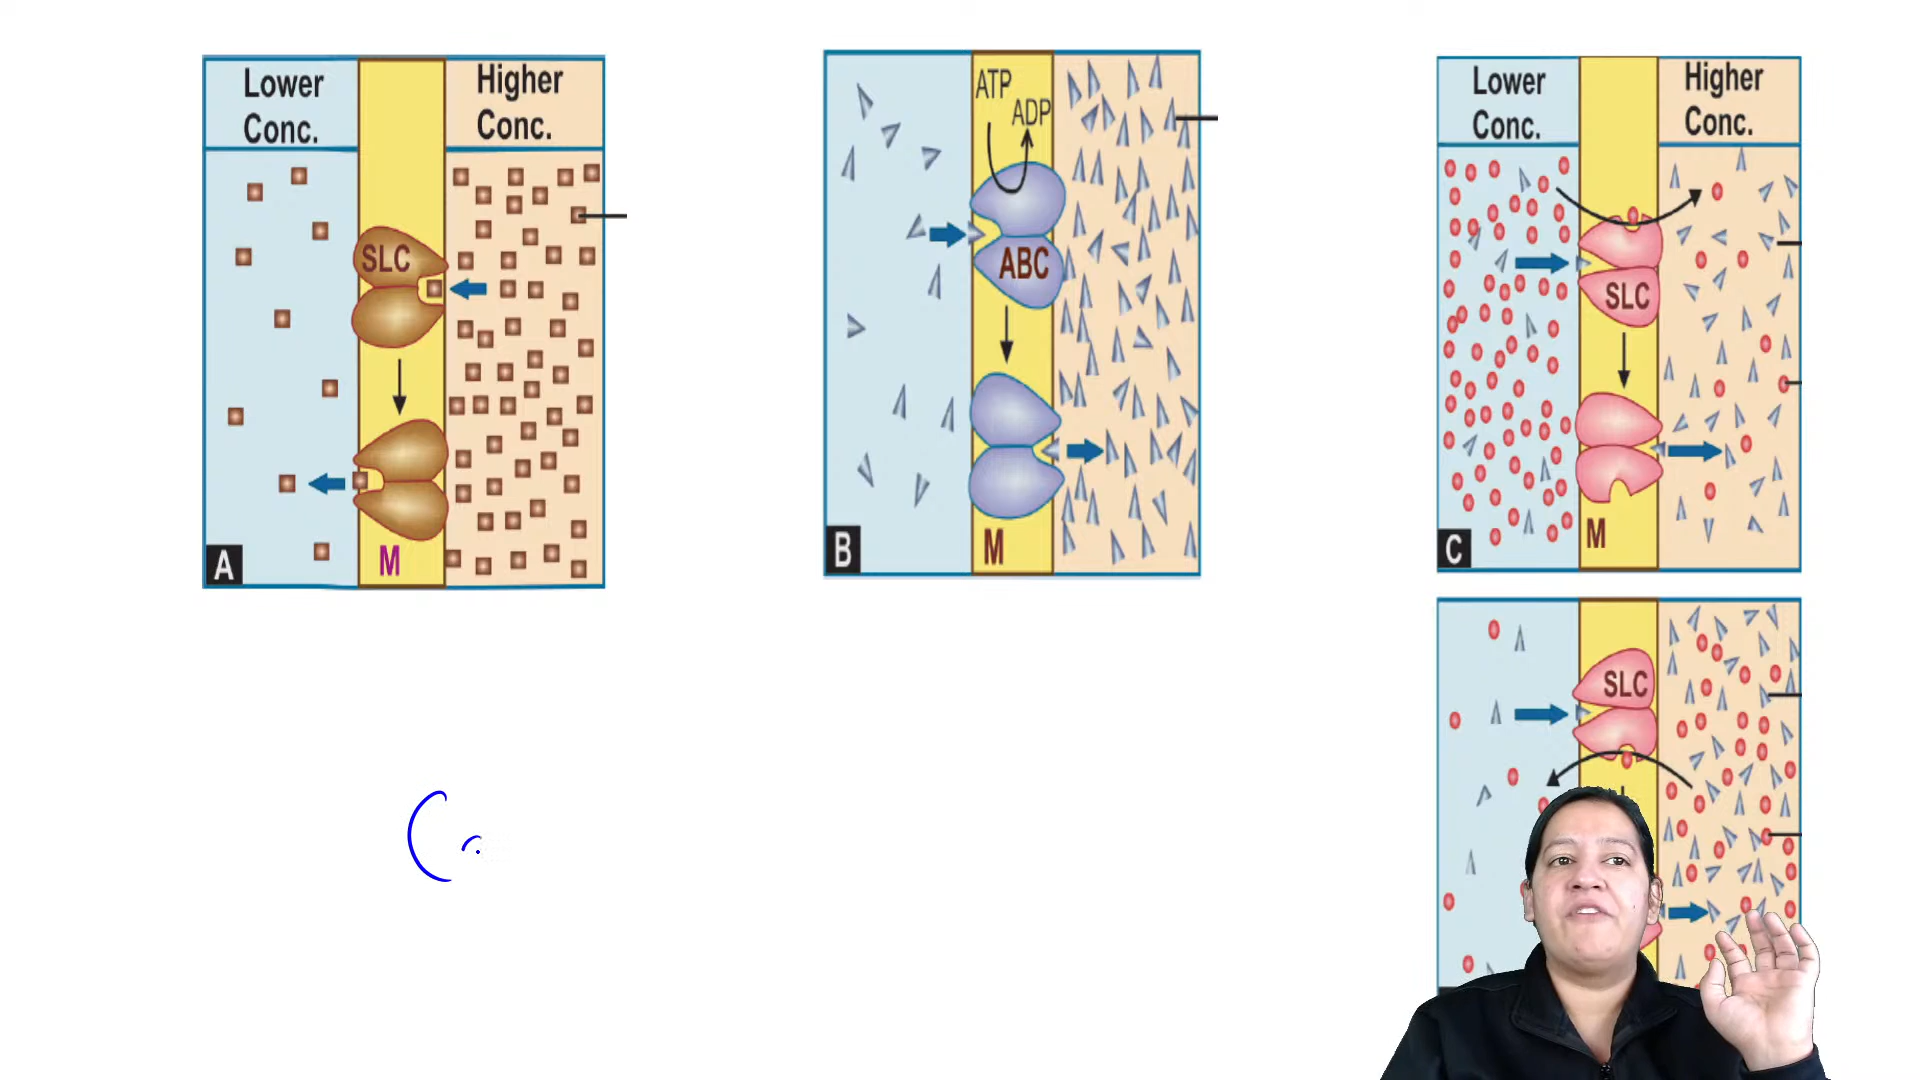 Lower
Conc.
Higher
Conc.
SLC
M
A
ATP
ADP
ABC
M
B
Lower
Conc.
Higher
Conc.
SLC
M
C
SLC